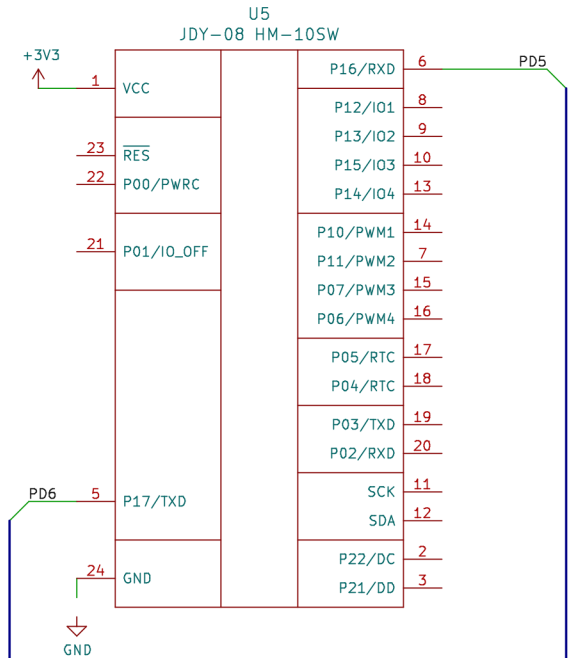 U5
JDY-08 HM-10SW
+3V3
1 VCC
23 RES
22 P00/PWRC
21 P01/IO_OFF
PD6 5 P17/TXD
24 GND
GND
P16/RXD 6 PD5
P12/IO1 8
P13/IO2 9
P15/IO3 10
P14/IO4 13
P10/PWM1 14
P11/PWM2 7
P07/PWM3 15
P06/PWM4 16
P05/RTC 17
P04/RTC 18
P03/TXD 19
P02/RXD 20
SCK 11
SDA 12
P22/DC 2
P21/DD 3